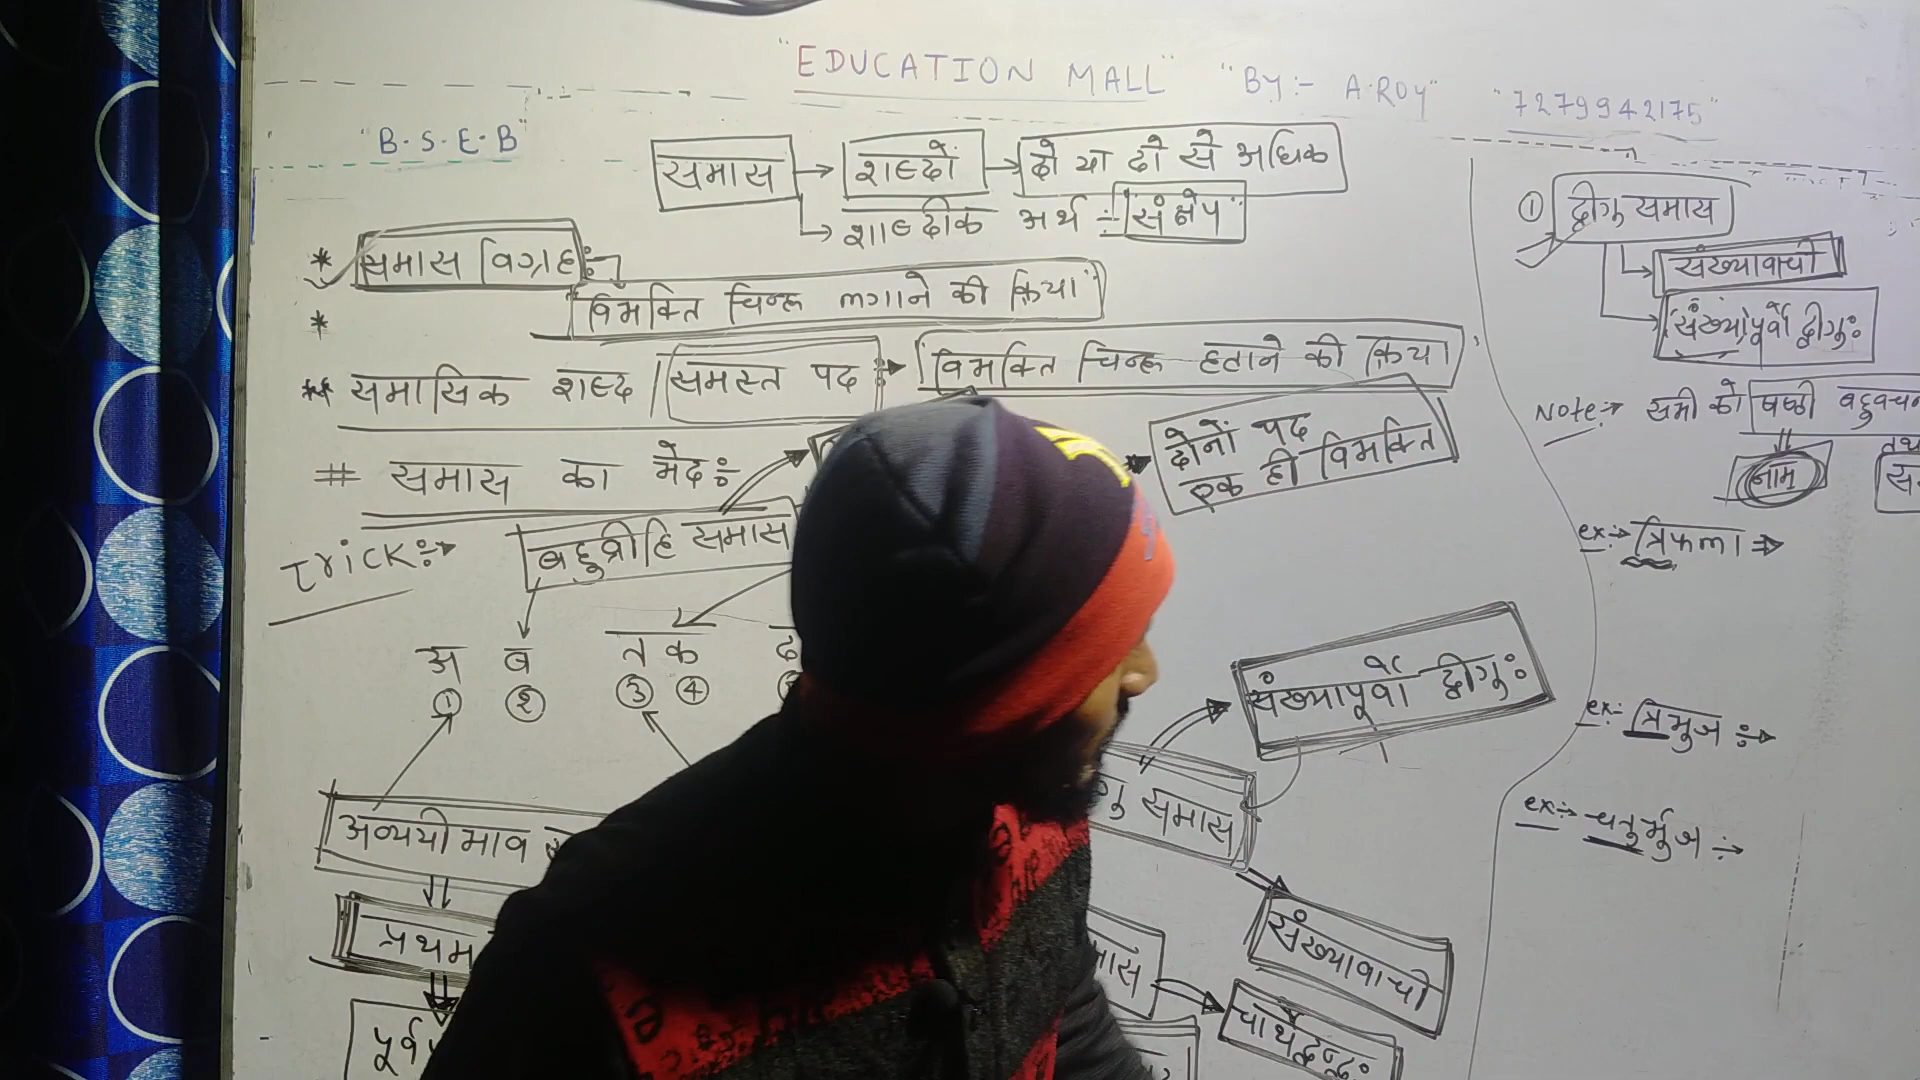 "EDUCATION MALL" "BY:- A.ROY" "7279942175"
"B.S.E.B"
समास → शब्दों → दो या दो से अधिक
शाब्दीक अर्थ :- "संक्षेप"
* समास विग्रह :-
* "विभक्ति चिन्ह लगाने की क्रिया"
** समासिक शब्द / समस्त पद :→ विभक्ति चिन्ह हटाने की क्रिया
# समास का भेद :-
दोनों पद
एक ही विभक्ति
Trick :→ बहुव्रीहि समास
अ ब त क
① ② ③ ④
संख्यापूर्वो द्वीगु:
अव्ययीभाव
समास
प्रथम
संख्यावाची
चार्थेद्वन्द्व:
① द्वीगु समास
संख्यावाची
संख्यापूर्वो द्वीगु:
Note :→ सभी को षष्ठी बहुवचन
नाम
ex:→ त्रिफला ⇒
ex:- त्रिभुज :→
ex:→ चतुर्भुज :→